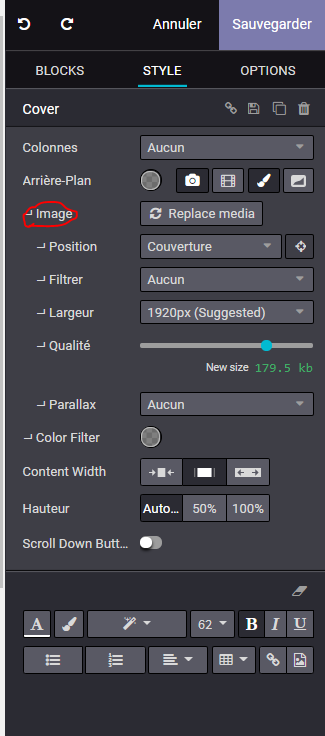 Annuler Sauvegarder
BLOCKS STYLE OPTIONS
Cover
Colonnes Aucun
Arrière-Plan
Image Replace media
Position Couverture
Filtrer Aucun
Largeur 1920px (Suggested)
Qualité
New size 179.5 kb
Parallax Aucun
Color Filter
Content Width
Hauteur Auto... 50% 100%
Scroll Down Butt...
A 62 B I U